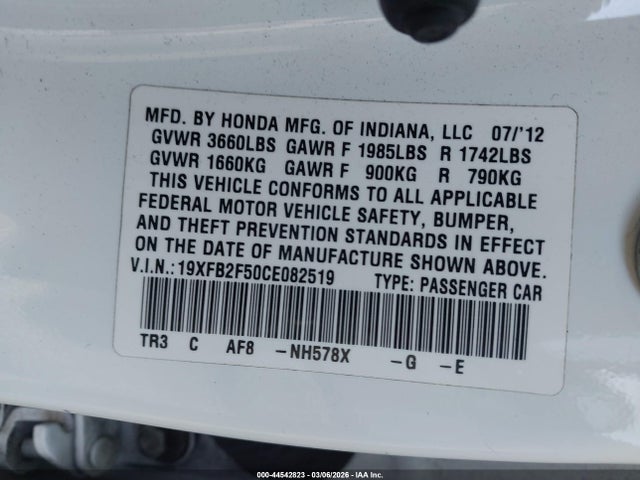 MFD. BY HONDA MFG. OF INDIANA, LLC 07/'12
GVWR 3660LBS GAWR F 1985LBS R 1742LBS
GVWR 1660KG GAWR F 900KG R 790KG
THIS VEHICLE CONFORMS TO ALL APPLICABLE
FEDERAL MOTOR VEHICLE SAFETY, BUMPER,
AND THEFT PREVENTION STANDARDS IN EFFECT
ON THE DATE OF MANUFACTURE SHOWN ABOVE.
V.I.N.:19XFB2F50CE082519 TYPE: PASSENGER CAR
TR3 C AF8 -NH578X -G -E
000-44542823 | 03/06/2026 | IAA Inc.